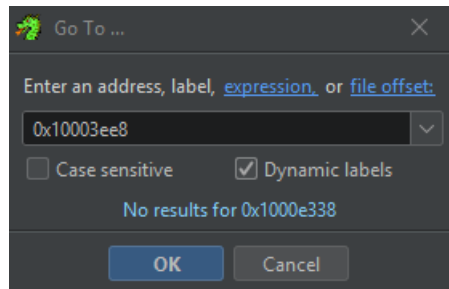 Go To ...
Enter an address, label, expression, or file offset:
0x10003ee8
Case sensitive Dynamic labels
No results for 0x1000e338
OK Cancel